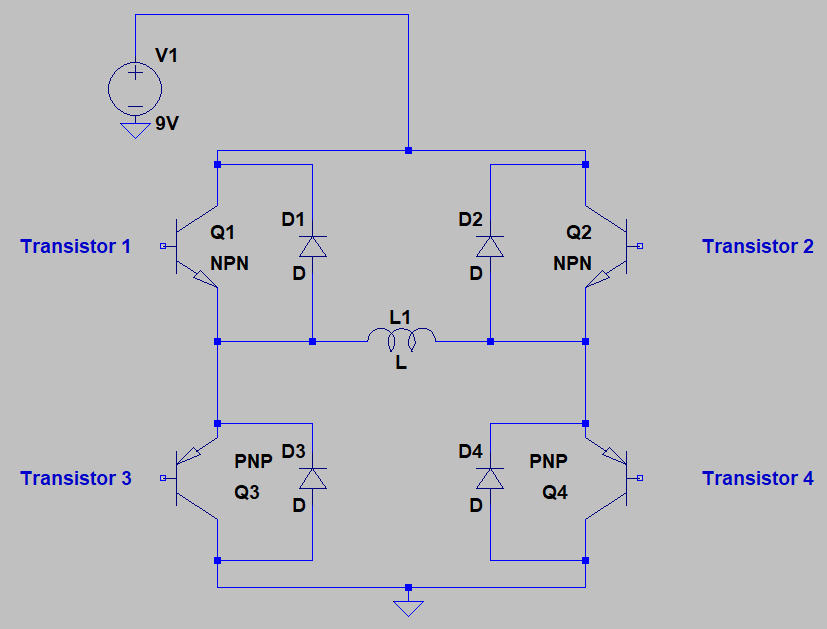 V1
9V
Q1
NPN
D1
D
D2
D
Q2
NPN
Transistor 1
Transistor 2
L1
L
PNP
Q3
D3
D
D4
D
PNP
Q4
Transistor 3
Transistor 4